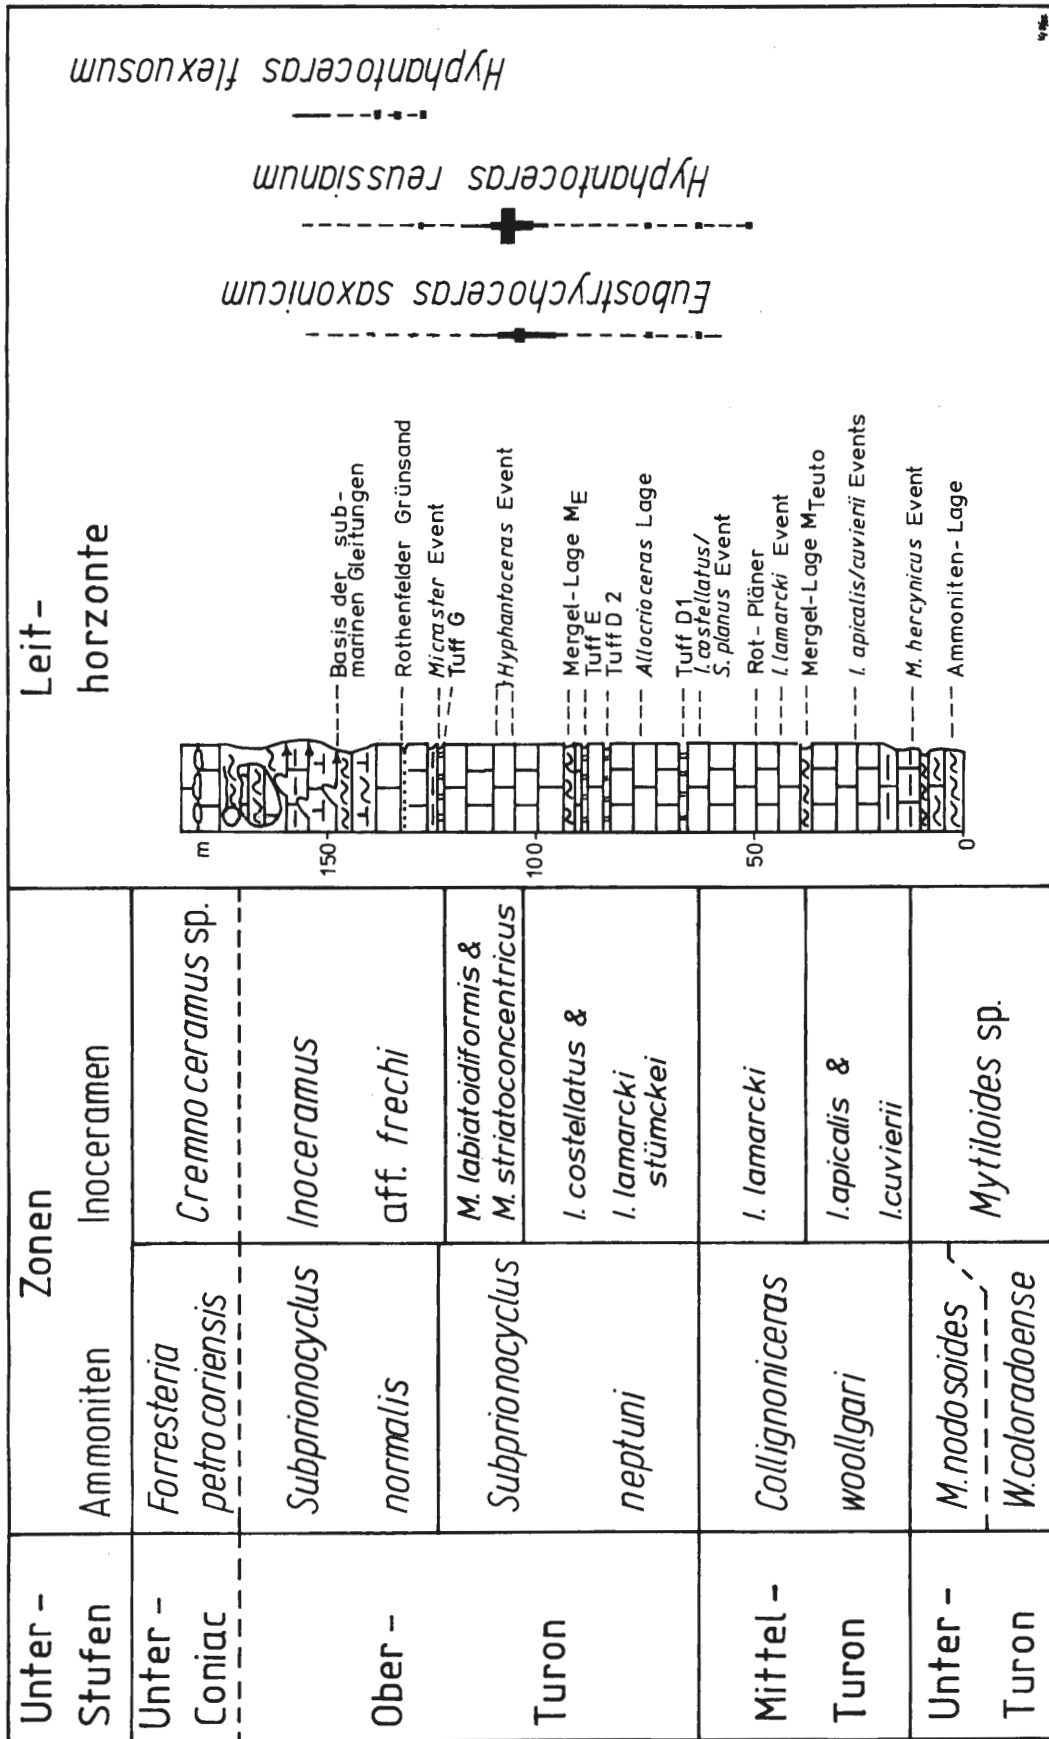 Unter-
Stufen
Zonen
Ammoniten
Inoceramen
Leit-
horzonte
Unter-
Coniac
Forresteria
petrocoriensis
Cremnoceramus sp.
Ober-
Turon
Subprionocyclus
normalis
Inoceramus
aff. frechi
Subprionocyclus
neptuni
M. labiatoidiformis &
M. striatoconcentricus
I. costellatus &
I. lamarcki
stümckei
Mittel-
Turon
Collignoniceras
woollgari
I. lamarcki
I. apicalis &
I. cuvierii
Unter-
Turon
M. nodosoides
W. coloradoense
Mytiloides sp.
m
150
100
50
0
Basis der sub-
marinen Gleitungen
Rothenfelder Grünsand
Micraster Event
Tuff G
Hyphantoceras Event
Mergel-Lage ME
Tuff E
Tuff D 2
Allocrioceras Lage
Tuff D1
I. costellatus/
S. planus Event
Rot-Pläner
I. lamarcki Event
Mergel-Lage MTeuto
I. apicalis/cuvierii Events
M. hercynicus Event
Ammoniten-Lage
Eubostrychoceras saxonicum
Hyphantoceras reussianum
Hyphantoceras flexuosum